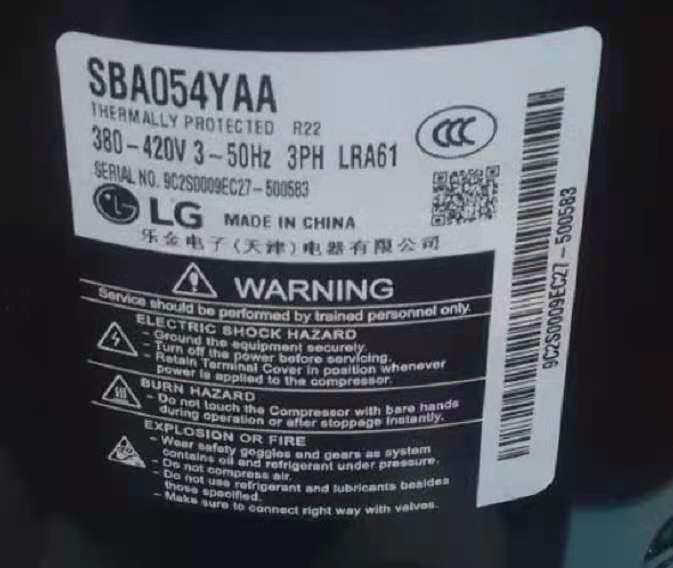 SBA054YAA
THERMALLY PROTECTED R22
380-420V 3~50Hz 3PH LRA61
SERIAL NO. 9C2S0009EC27-500583
LG MADE IN CHINA
乐金电子(天津)电器有限公司
CCC
9C2S0009EC27-500583
WARNING
Service should be performed by trained personnel only.
ELECTRIC SHOCK HAZARD
- Ground the equipment securely.
- Turn off the power before servicing.
- Retain Terminal Cover in position whenever
power is applied to the compressor.
BURN HAZARD
- Do not touch the Compressor with bare hands
during operation or after stoppage instantly.
EXPLOSION OR FIRE
- Wear safety goggles and gears as system
contains oil and refrigerant under pressure.
- Do not compress air.
- Do not use refrigerant and lubricants besides
those specified.
- Make sure to connect right way with valves.